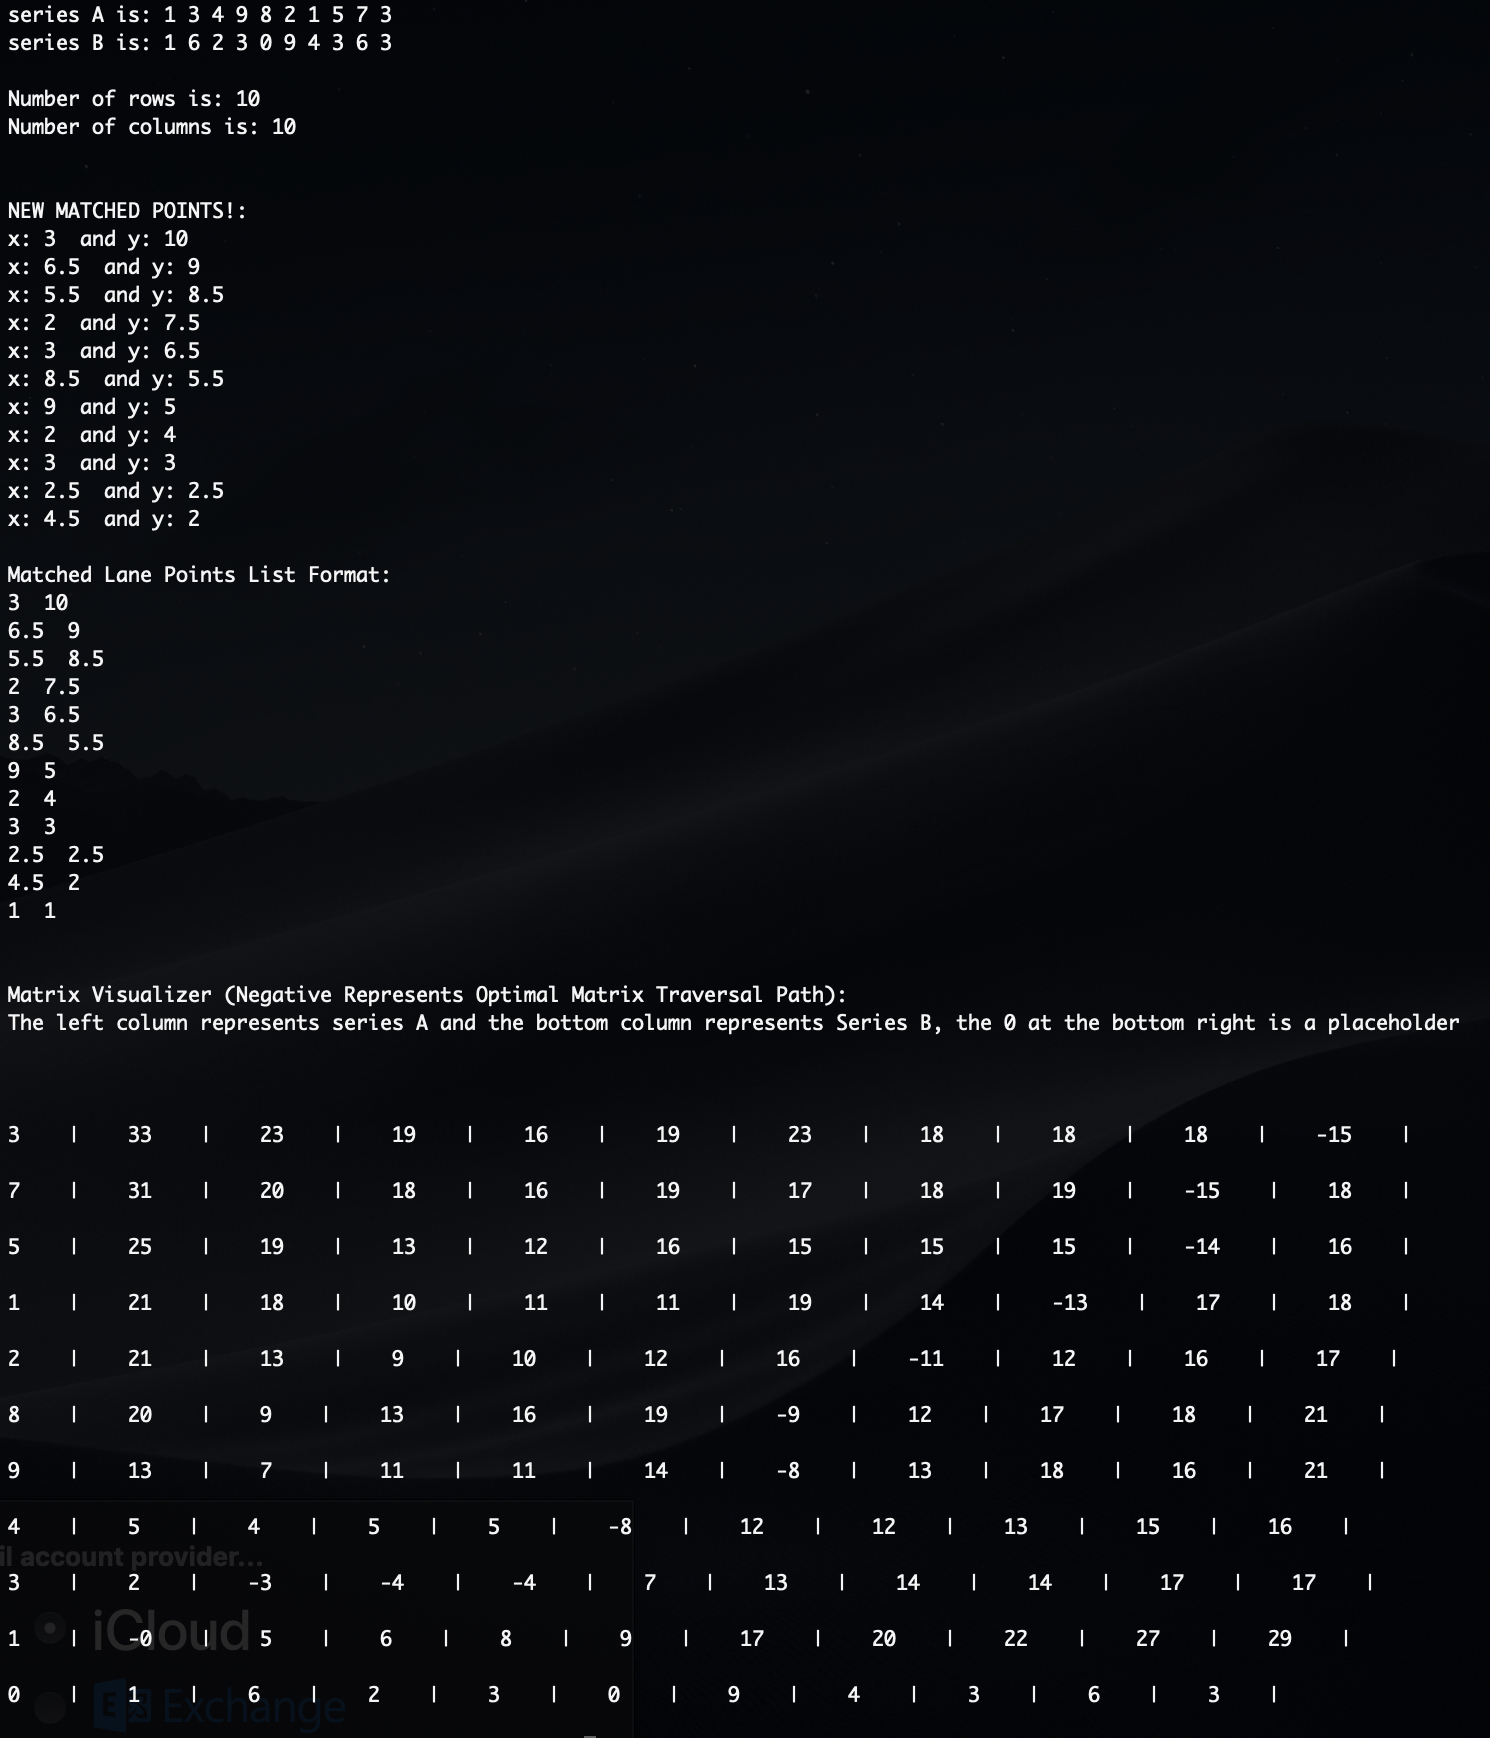 series A is: 1 3 4 9 8 2 1 5 7 3
series B is: 1 6 2 3 0 9 4 3 6 3
Number of rows is: 10
Number of columns is: 10
NEW MATCHED POINTS!:
x: 3  and y: 10
x: 6.5  and y: 9
x: 5.5  and y: 8.5
x: 2  and y: 7.5
x: 3  and y: 6.5
x: 8.5  and y: 5.5
x: 9  and y: 5
x: 2  and y: 4
x: 3  and y: 3
x: 2.5  and y: 2.5
x: 4.5  and y: 2
Matched Lane Points List Format:
3  10
6.5  9
5.5  8.5
2  7.5
3  6.5
8.5  5.5
9  5
2  4
3  3
2.5  2.5
4.5  2
1  1
Matrix Visualizer (Negative Represents Optimal Matrix Traversal Path):
The left column represents series A and the bottom column represents Series B, the 0 at the bottom right is a placeholder
3    |    33    |    23    |    19    |    16    |    19    |    23    |    18    |    18    |    18    |    -15    |
7    |    31    |    20    |    18    |    16    |    19    |    17    |    18    |    19    |    -15    |    18    |
5    |    25    |    19    |    13    |    12    |    16    |    15    |    15    |    15    |    -14    |    16    |
1    |    21    |    18    |    10    |    11    |    11    |    19    |    14    |    -13    |    17    |    18    |
2    |    21    |    13    |    9    |    10    |    12    |    16    |    -11    |    12    |    16    |    17    |
8    |    20    |    9    |    13    |    16    |    19    |    -9    |    12    |    17    |    18    |    21    |
9    |    13    |    7    |    11    |    11    |    14    |    -8    |    13    |    18    |    16    |    21    |
4    |    5    |    4    |    5    |    5    |    -8    |    12    |    12    |    13    |    15    |    16    |
il account provider...
3    |    2    |    -3    |    -4    |    -4    |    7    |    13    |    14    |    14    |    17    |    17    |
iCloud
1    |    -0    |    5    |    6    |    8    |    9    |    17    |    20    |    22    |    27    |    29    |
0    |    1    |    6    |    2    |    3    |    0    |    9    |    4    |    3    |    6    |    3    |
Exchange